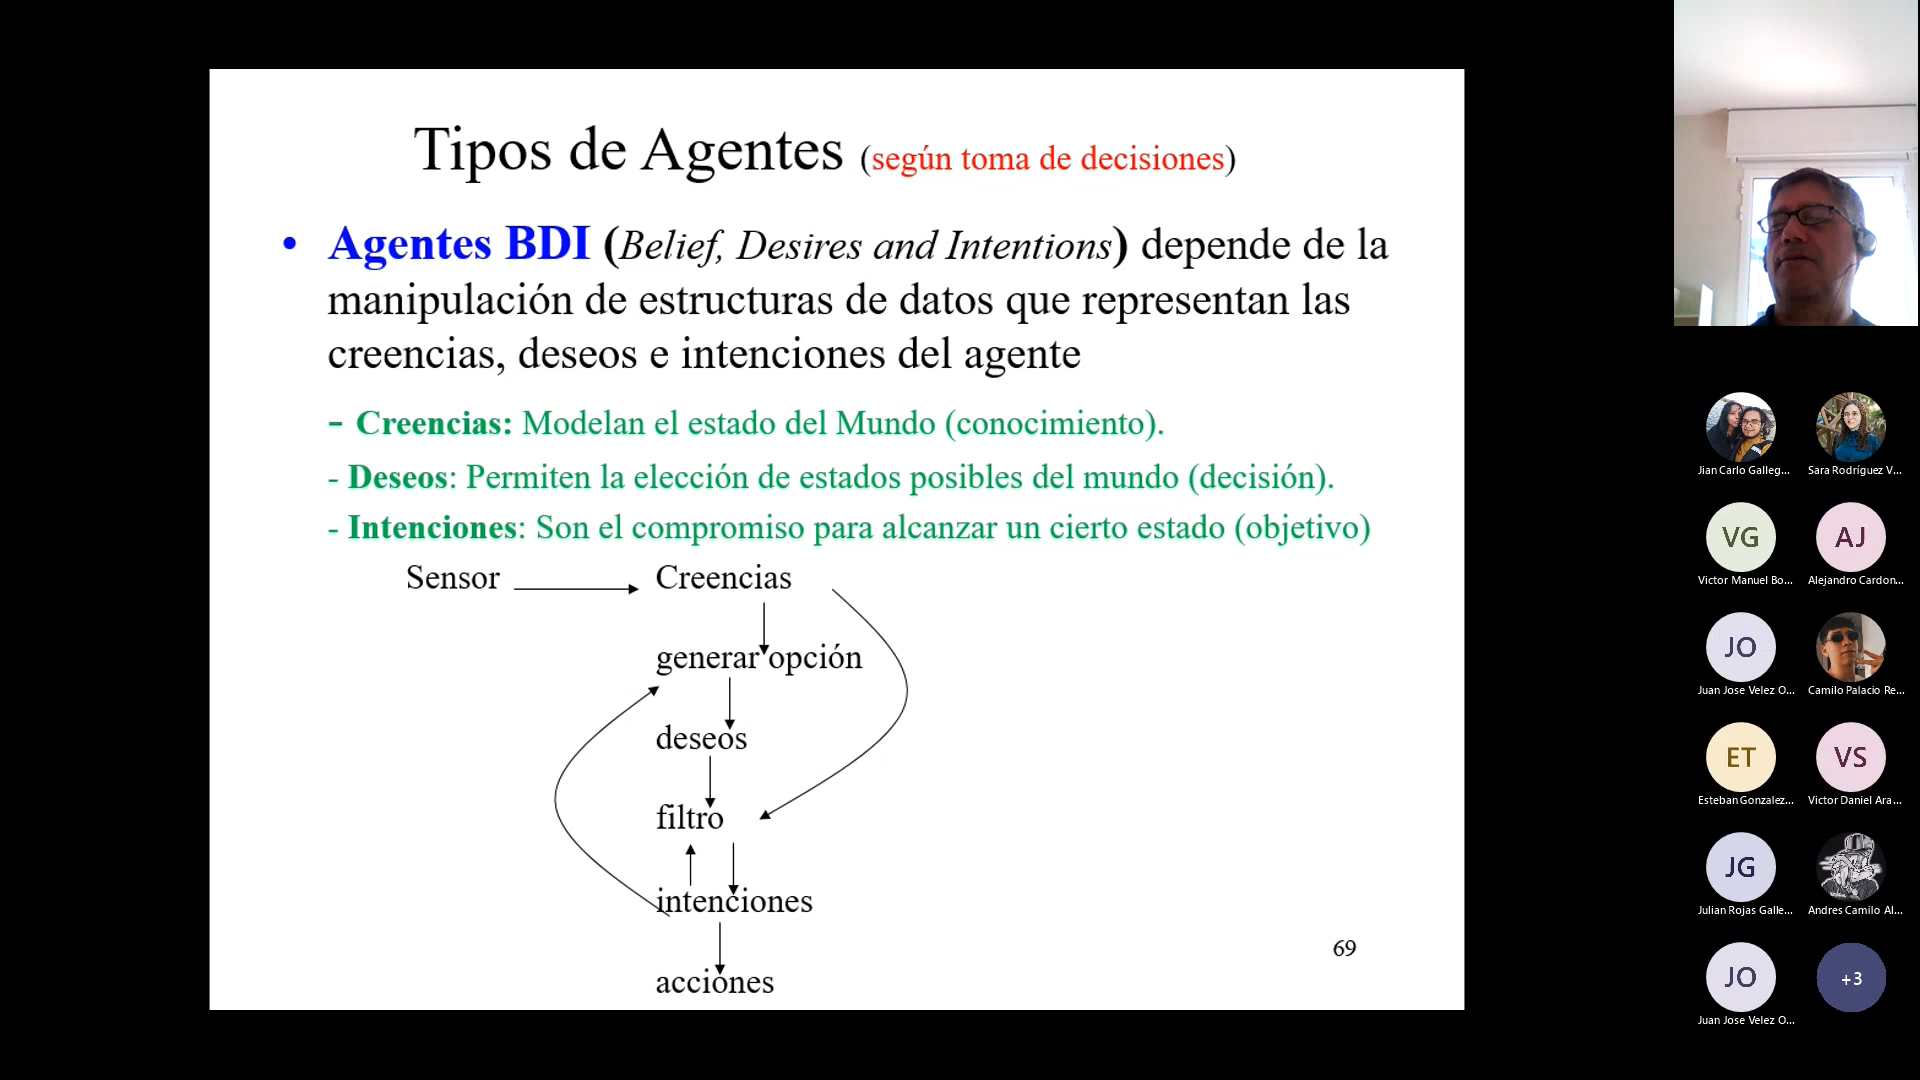 Tipos de Agentes (según toma de decisiones)
• Agentes BDI (Belief, Desires and Intentions) depende de la
manipulación de estructuras de datos que representan las
creencias, deseos e intenciones del agente
- Creencias: Modelan el estado del Mundo (conocimiento).
- Deseos: Permiten la elección de estados posibles del mundo (decisión).
- Intenciones: Son el compromiso para alcanzar un cierto estado (objetivo)
Sensor
Creencias
generar opción
deseos
filtro
intenciones
acciones
69
Jian Carlo Galleg...
Sara Rodríguez V...
VG
AJ
Victor Manuel Bo...
Alejandro Cardon...
JO
Juan Jose Velez O...
Camilo Palacio Re...
ET
VS
Esteban Gonzalez...
Victor Daniel Ara...
JG
Julian Rojas Galle...
Andres Camilo Al...
JO
+3
Juan Jose Velez O...